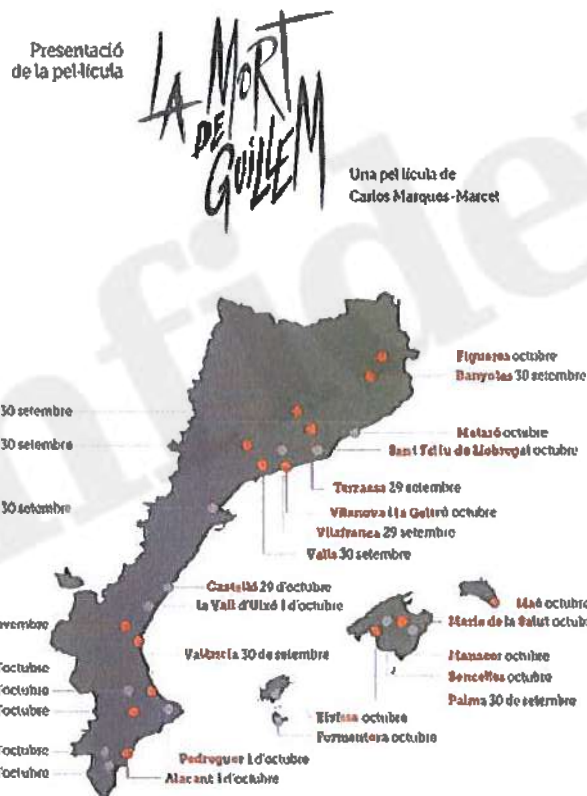 Presentació
de la pel·lícula
LA MORT
DE
GUILLEM
Una pel·lícula de
Carlos Marques-Marcet
Figueres octubre
Banyoles 30 setembre
30 setembre
Mataró octubre
30 setembre
Sant Feliu de Llobregat octubre
Terrassa 29 setembre
30 setembre
Vilanova i la Geltrú octubre
Vilafranca 29 setembre
Valls 30 setembre
Castelló 29 d'octubre
la Vall d'Uixó 1 d'octubre
Maó octubre
Maria de la Salut octub
València 30 de setembre
Manacor octubre
Sencelles octubre
Palma 30 de setembre
Eivissa octubre
Formentera octubre
Pedreguer 1 d'octubre
Alacant 1 d'octubre